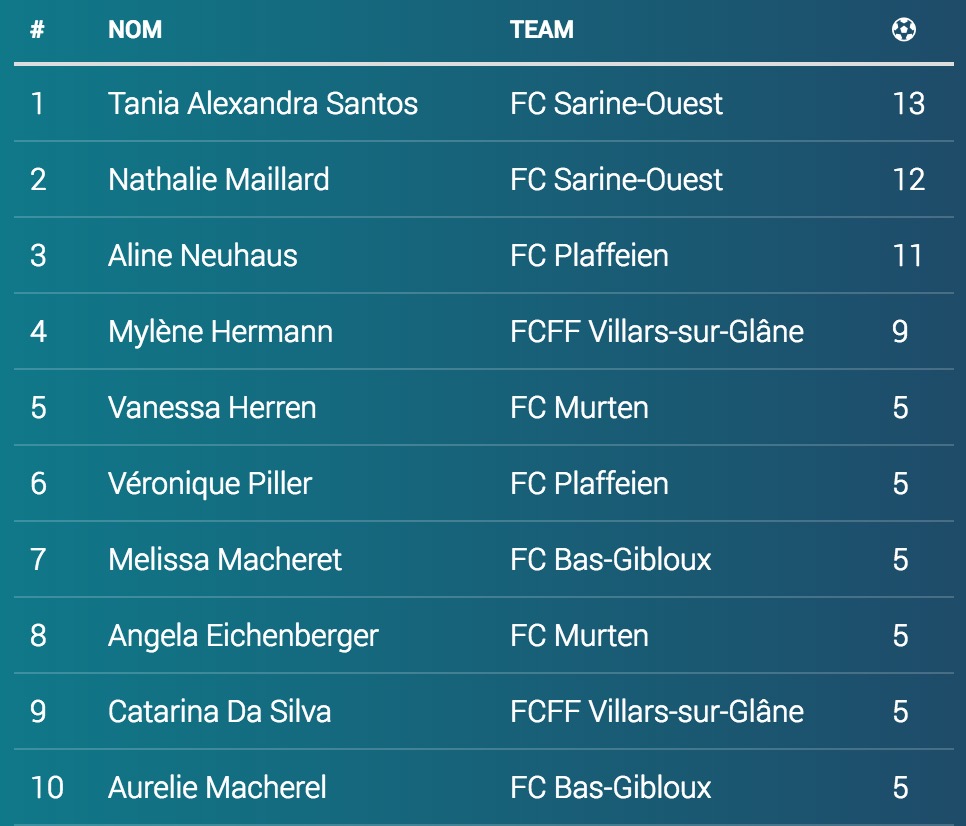 # NOM TEAM
1 Tania Alexandra Santos FC Sarine-Ouest 13
2 Nathalie Maillard FC Sarine-Ouest 12
3 Aline Neuhaus FC Plaffeien 11
4 Mylène Hermann FCFF Villars-sur-Glâne 9
5 Vanessa Herren FC Murten 5
6 Véronique Piller FC Plaffeien 5
7 Melissa Macheret FC Bas-Gibloux 5
8 Angela Eichenberger FC Murten 5
9 Catarina Da Silva FCFF Villars-sur-Glâne 5
10 Aurelie Macherel FC Bas-Gibloux 5